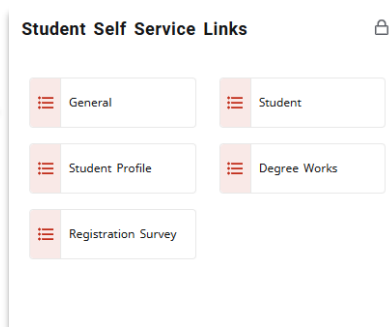 Student Self Service Links
General
Student
Student Profile
Degree Works
Registration Survey